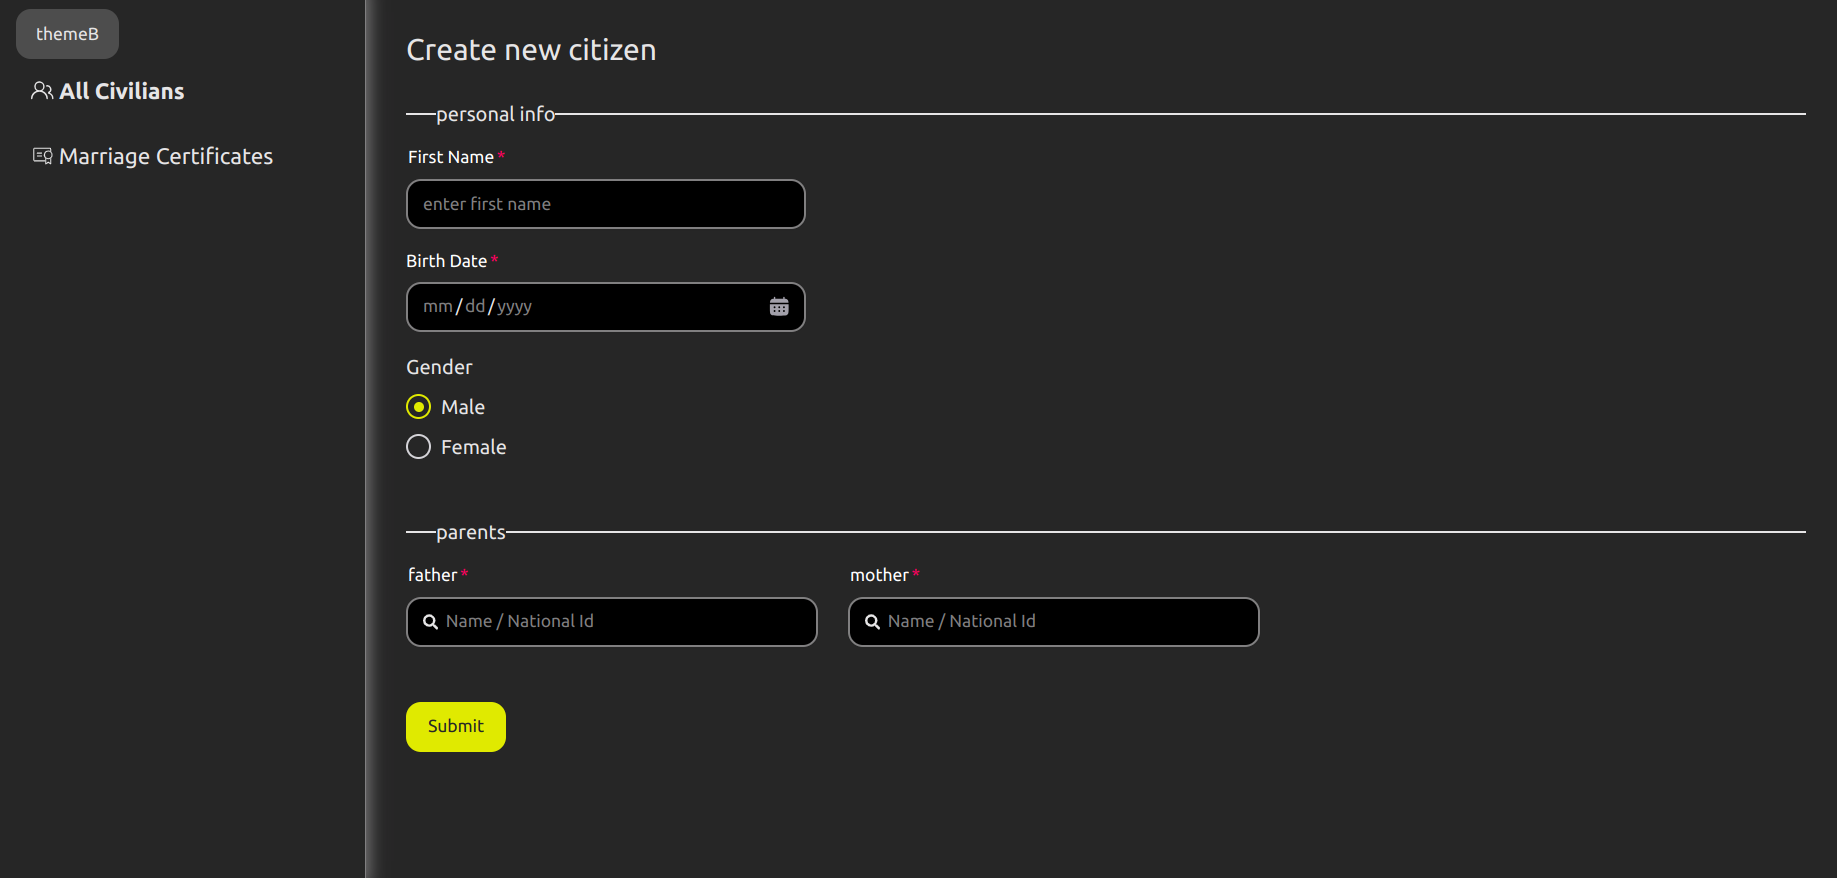 themeB
All Civilians
Marriage Certificates
Create new citizen
personal info
First Name *
enter first name
Birth Date *
mm/dd/yyyy
Gender
Male
Female
parents
father * mother *
Name / National Id Name / National Id
Submit